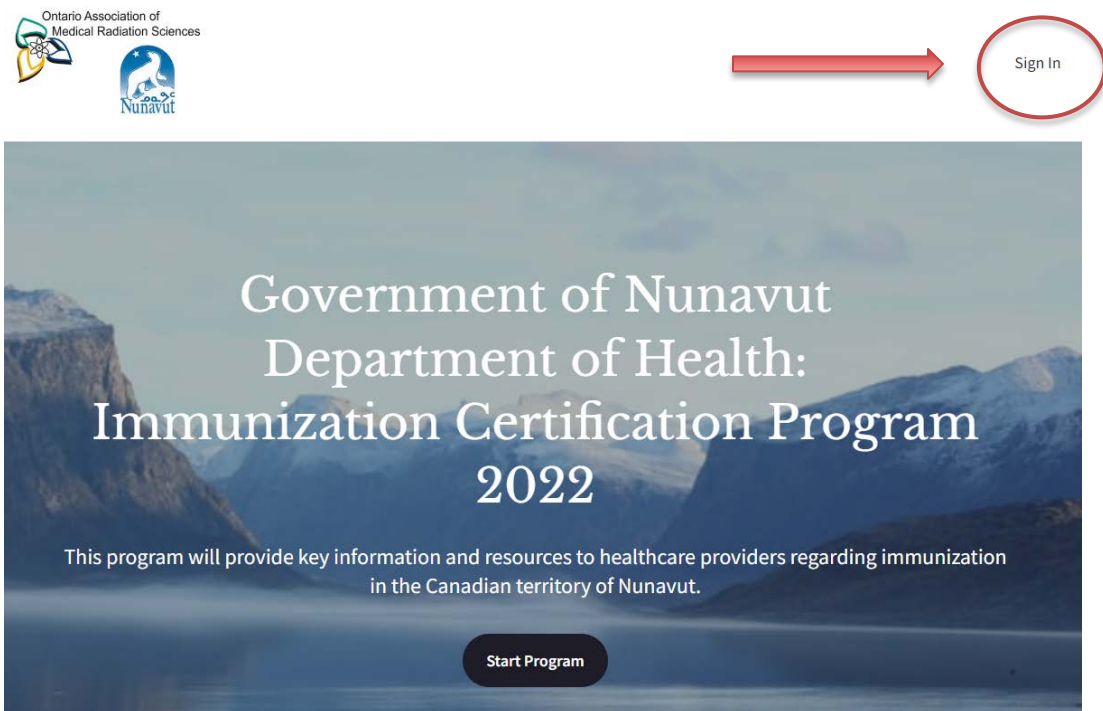 Ontario Association of
Medical Radiation Sciences
ᓄᓇᕗᑦ
Nunavut
Sign In
Government of Nunavut
Department of Health:
Immunization Certification Program
2022
This program will provide key information and resources to healthcare providers regarding immunization
in the Canadian territory of Nunavut.
Start Program